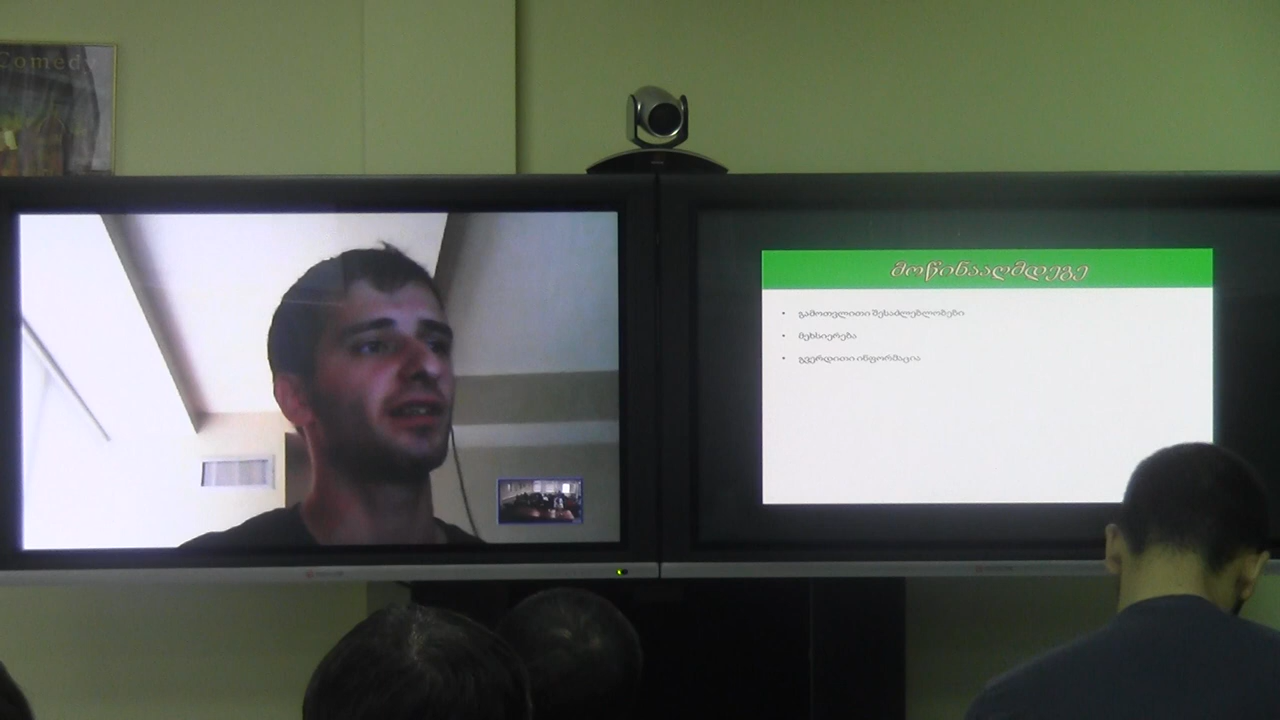 Comedy
მოწინააღმდეგე
გამოთვლითი შესაძლებლობები
მეხსიერება
გვერდითი ინფორმაცია